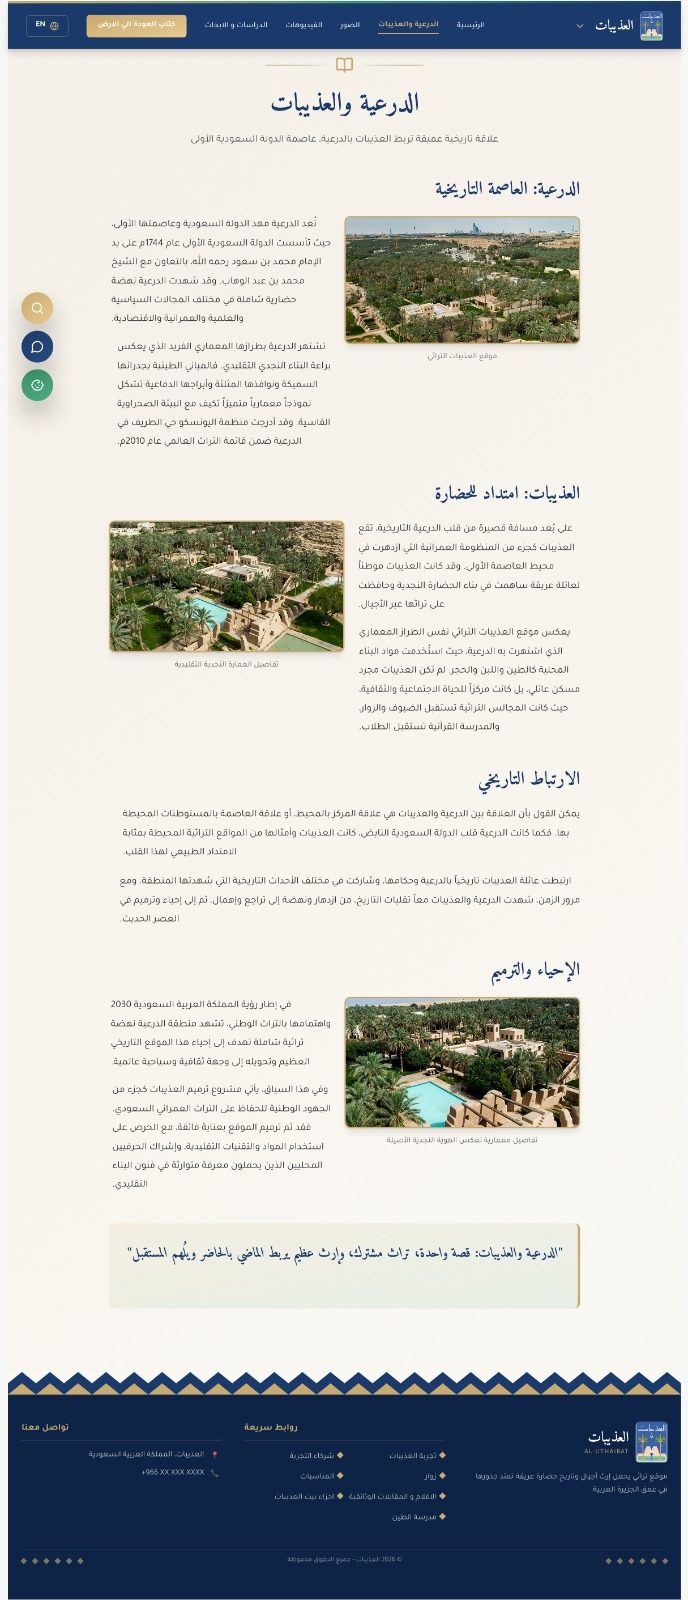 العذيبات
الرئيسية
الدرعية والعذيبات
الصور
الفيديوهات
الدراسات و الابحاث
كتاب العودة الي الارض
EN
الدرعية والعذيبات
علاقة تاريخية عميقة تربط العذيبات بالدرعية، عاصمة الدولة السعودية الأولى
الدرعية: العاصمة التاريخية
موقع العذيبات التراثي
تُعد الدرعية مهد الدولة السعودية وعاصمتها الأولى،
حيث تأسست الدولة السعودية الأولى عام 1744م على يد
الإمام محمد بن سعود رحمه الله، بالتعاون مع الشيخ
محمد بن عبد الوهاب. وقد شهدت الدرعية نهضة
حضارية شاملة في مختلف المجالات السياسية
والعلمية والعمرانية والاقتصادية.
تشتهر الدرعية بطرازها المعماري الفريد الذي يعكس
براعة البناء النجدي التقليدي. فالمباني الطينية بجدرانها
السميكة ونوافذها المثلثة وأبراجها الدفاعية تشكل
نموذجاً معمارياً متميزاً تكيف مع البيئة الصحراوية
القاسية. وقد أدرجت منظمة اليونسكو حي الطريف في
الدرعية ضمن قائمة التراث العالمي عام 2010م.
العذيبات: امتداد للحضارة
على بُعد مسافة قصيرة من قلب الدرعية التاريخية، تقع
العذيبات كجزء من المنظومة العمرانية التي ازدهرت في
محيط العاصمة الأولى. وقد كانت العذيبات موطناً
لعائلة عريقة ساهمت في بناء الحضارة النجدية وحافظت
على تراثها عبر الأجيال.
يعكس موقع العذيبات التراثي نفس الطراز المعماري
الذي اشتهرت به الدرعية، حيث استُخدمت مواد البناء
المحلية كالطين واللبن والحجر. لم تكن العذيبات مجرد
مسكن عائلي، بل كانت مركزاً للحياة الاجتماعية والثقافية،
حيث كانت المجالس التراثية تستقبل الضيوف والزوار،
والمدرسة القرآنية تستقبل الطلاب.
تفاصيل العمارة النجدية التقليدية
الارتباط التاريخي
يمكن القول بأن العلاقة بين الدرعية والعذيبات هي علاقة المركز بالمحيط، أو علاقة العاصمة بالمستوطنات المحيطة
بها. فكما كانت الدرعية قلب الدولة السعودية النابض، كانت العذيبات وأمثالها من المواقع التراثية المحيطة بمثابة
الامتداد الطبيعي لهذا القلب.
ارتبطت عائلة العذيبات تاريخياً بالدرعية وحكامها، وشاركت في مختلف الأحداث التاريخية التي شهدتها المنطقة. ومع
مرور الزمن، شهدت الدرعية والعذيبات معاً تقلبات التاريخ، من ازدهار ونهضة إلى تراجع وإهمال، ثم إلى إحياء وترميم في
العصر الحديث.
الإحياء والترميم
تفاصيل معمارية تعكس الهوية النجدية الأصيلة
في إطار رؤية المملكة العربية السعودية 2030
واهتمامها بالتراث الوطني، تشهد منطقة الدرعية نهضة
تراثية شاملة تهدف إلى إحياء هذا الموقع التاريخي
العظيم وتحويله إلى وجهة ثقافية وسياحية عالمية.
وفي هذا السياق، يأتي مشروع ترميم العذيبات كجزء من
الجهود الوطنية للحفاظ على التراث العمراني السعودي.
فقد تم ترميم الموقع بعناية فائقة، مع الحرص على
استخدام المواد والتقنيات التقليدية، وإشراك الحرفيين
المحليين الذين يحملون معرفة متوارثة في فنون البناء
التقليدي.
"الدرعية والعذيبات: قصة واحدة، تراث مشترك، وإرث عظيم يربط الماضي بالحاضر ويلُهم المستقبل"
العذيبات
AL-UTHAIBAT
موقع تراثي يحمل إرث أجيال وتاريخ حضارة عريقة تمتد جذورها
في عمق الجزيرة العربية.
روابط سريعة
تجربة العذيبات
شركاء التجربة
زوار
المناسبات
الافلام و المقابلات الوثائقية
اجزاء بيت العذيبات
مدرسة الطين
تواصل معنا
العذيبات، المملكة العربية السعودية
+966 XX XXX XXXX
© 2026 العذيبات - جميع الحقوق محفوظة